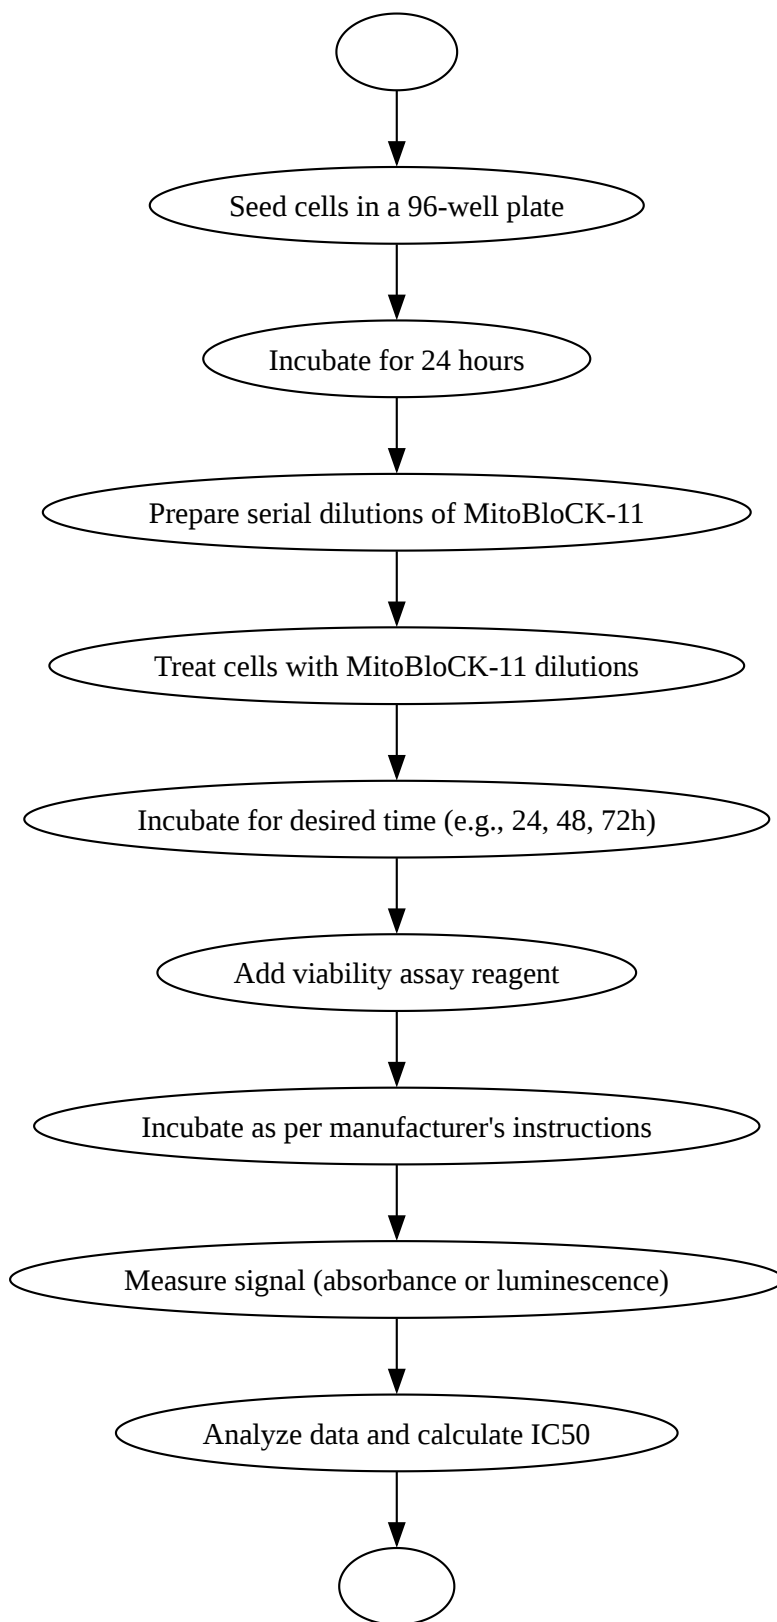 Seed cells in a 96-well plate
Incubate for 24 hours
Prepare serial dilutions of MitoBloCK-11
Treat cells with MitoBloCK-11 dilutions
Incubate for desired time (e.g., 24, 48, 72h)
Add viability assay reagent
Incubate as per manufacturer's instructions
Measure signal (absorbance or luminescence)
Analyze data and calculate IC50